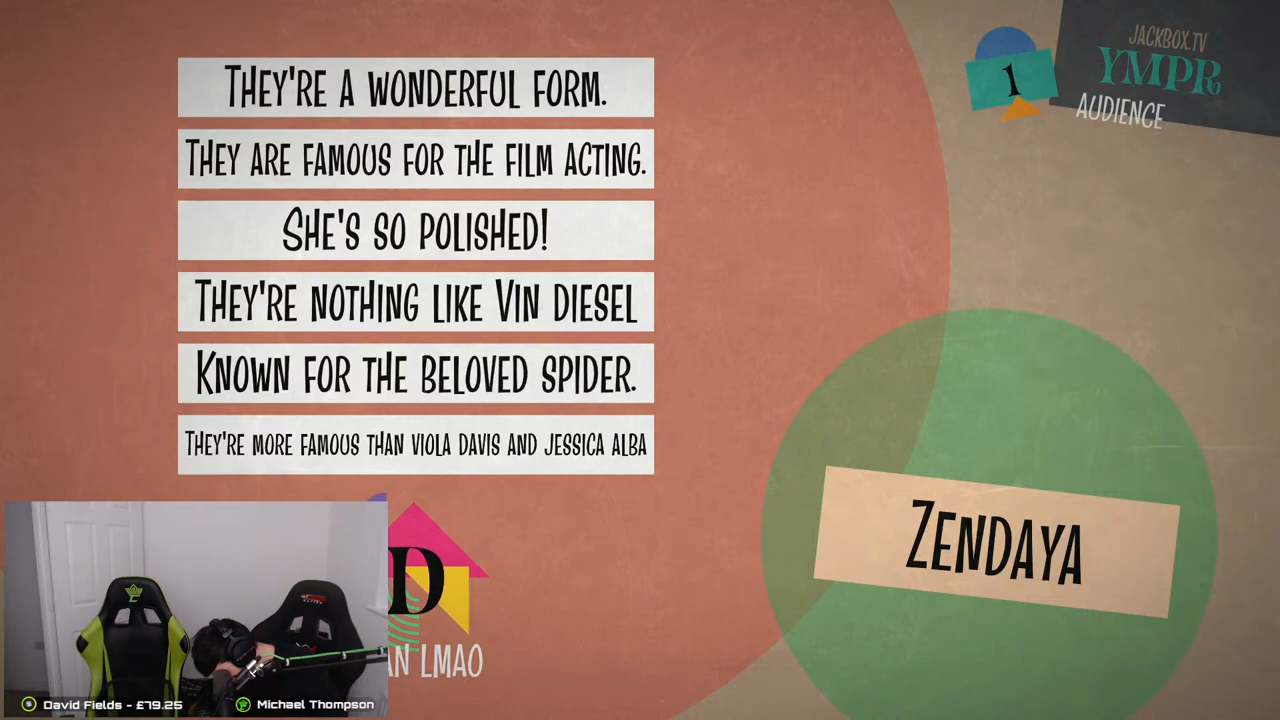 They're a wonderful form.
They are famous for the film acting.
She's so polished!
They're nothing like Vin Diesel
Known for the beloved spider.
They're more famous than Viola Davis and Jessica Alba
Zendaya
1
JACKBOX.TV
YMPR
AUDIENCE
D
AN LMAO
David Fields - £79.25
Michael Thompson